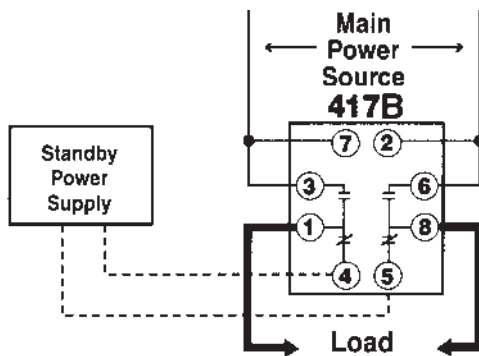 Main
Power
Source
417B
Standby
Power
Supply
7 2
3 6
1 8
4 5
Load